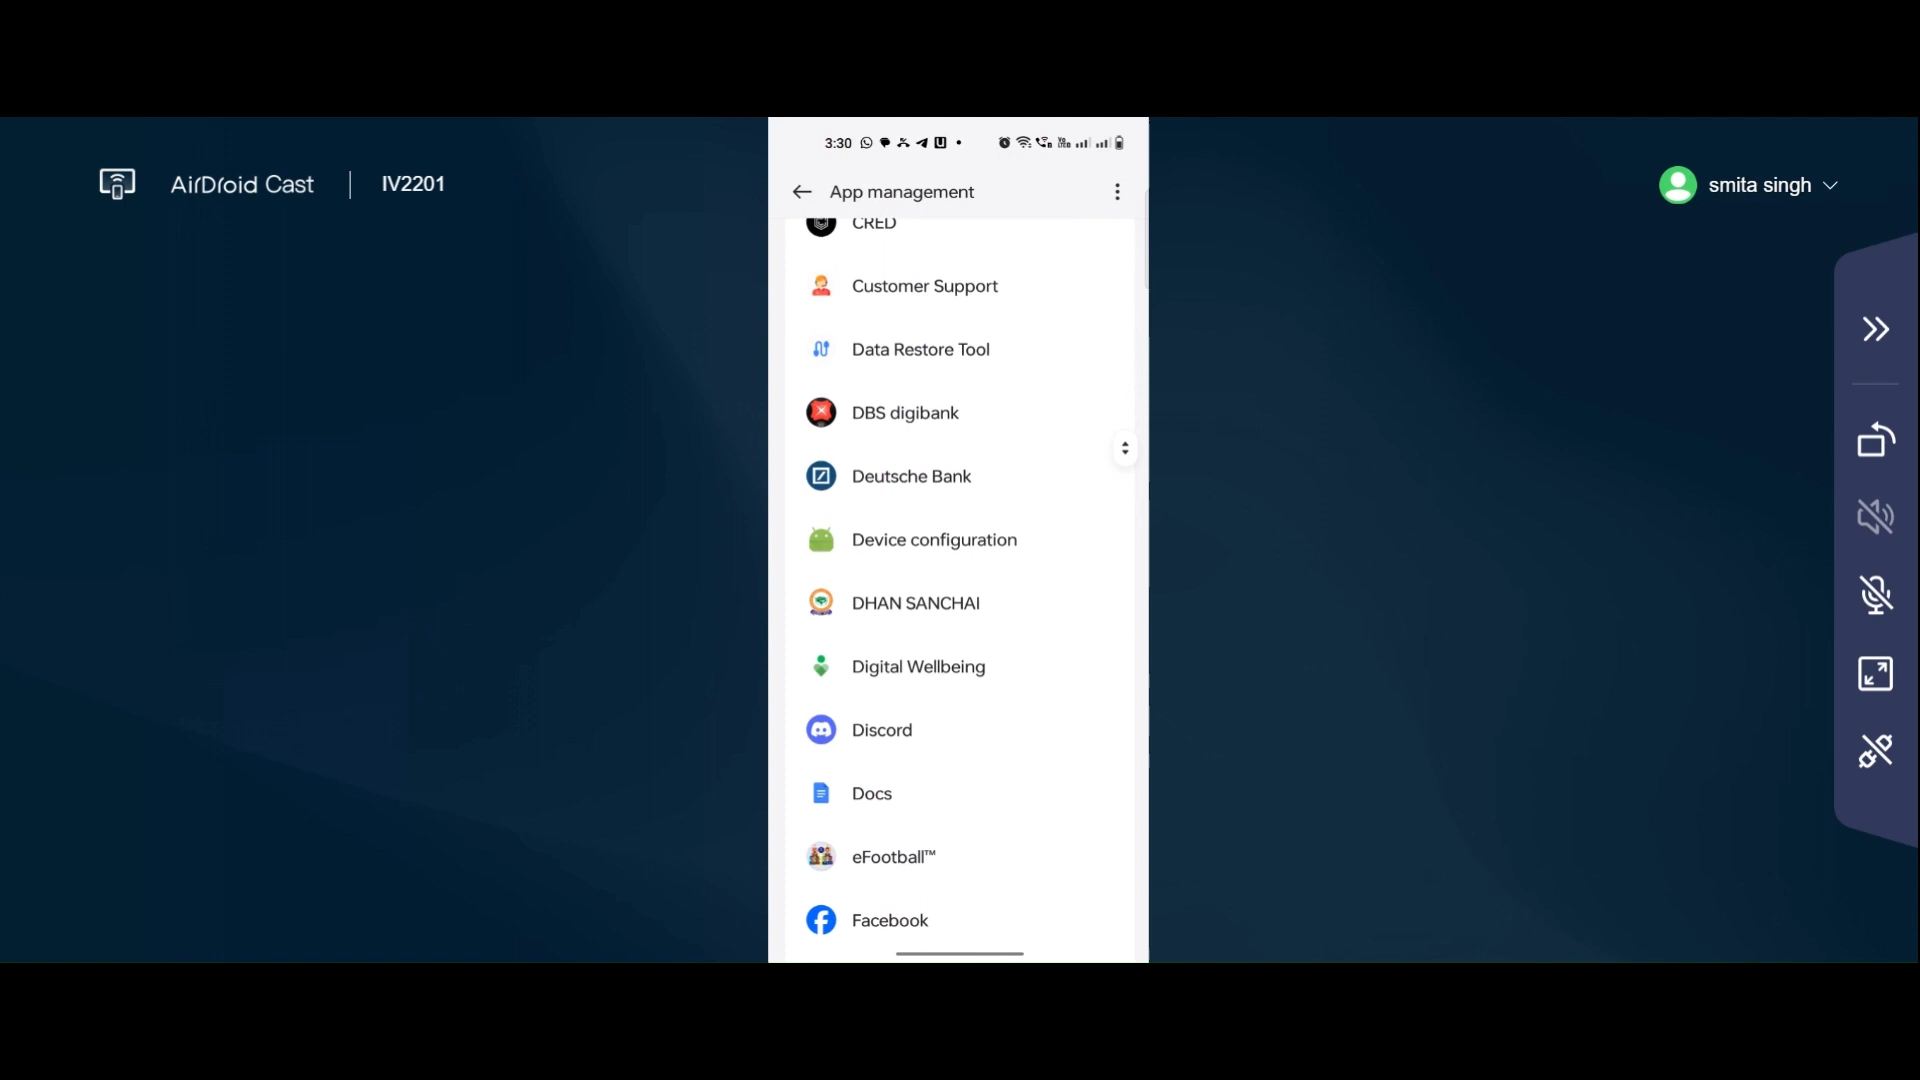 3:30
AirDroid Cast | IV2201
smita singh
App management
CRED
Customer Support
Data Restore Tool
DBS digibank
Deutsche Bank
Device configuration
DHAN SANCHAI
Digital Wellbeing
Discord
Docs
eFootball™
Facebook